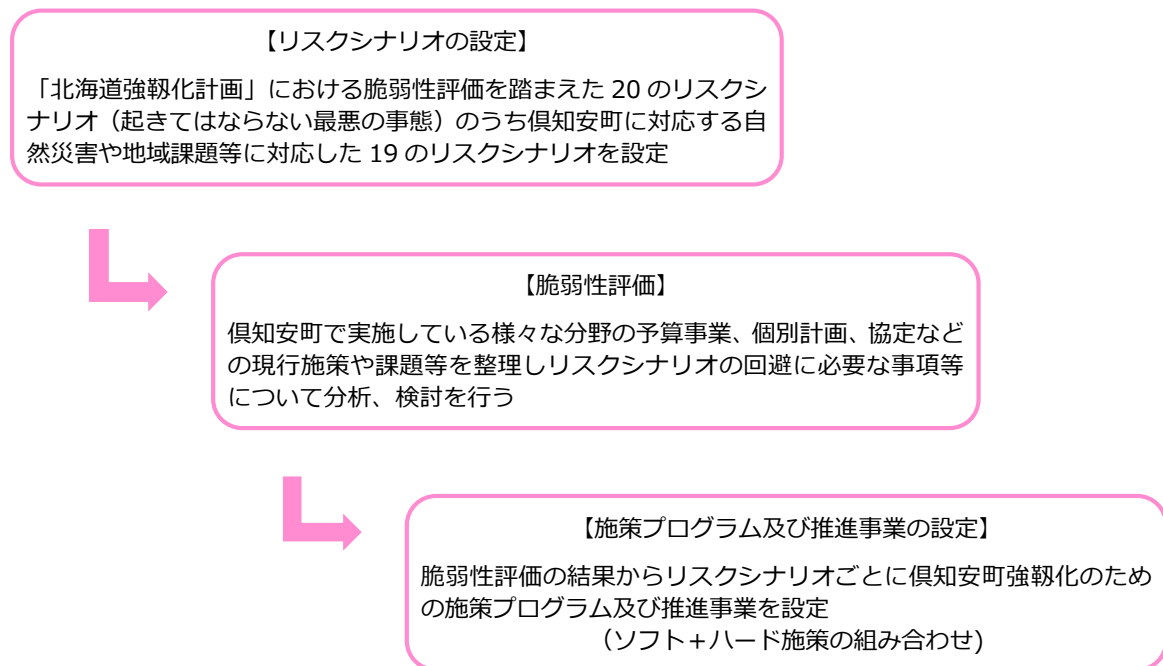 【リスクシナリオの設定】
「北海道強靱化計画」における脆弱性評価を踏まえた 20 のリスクシ
ナリオ（起きてはならない最悪の事態）のうち倶知安町に対応する自
然災害や地域課題等に対応した 19 のリスクシナリオを設定
【脆弱性評価】
倶知安町で実施している様々な分野の予算事業、個別計画、協定など
の現行施策や課題等を整理しリスクシナリオの回避に必要な事項等
について分析、検討を行う
【施策プログラム及び推進事業の設定】
脆弱性評価の結果からリスクシナリオごとに倶知安町強靱化のため
の施策プログラム及び推進事業を設定
（ソフト＋ハード施策の組み合わせ)